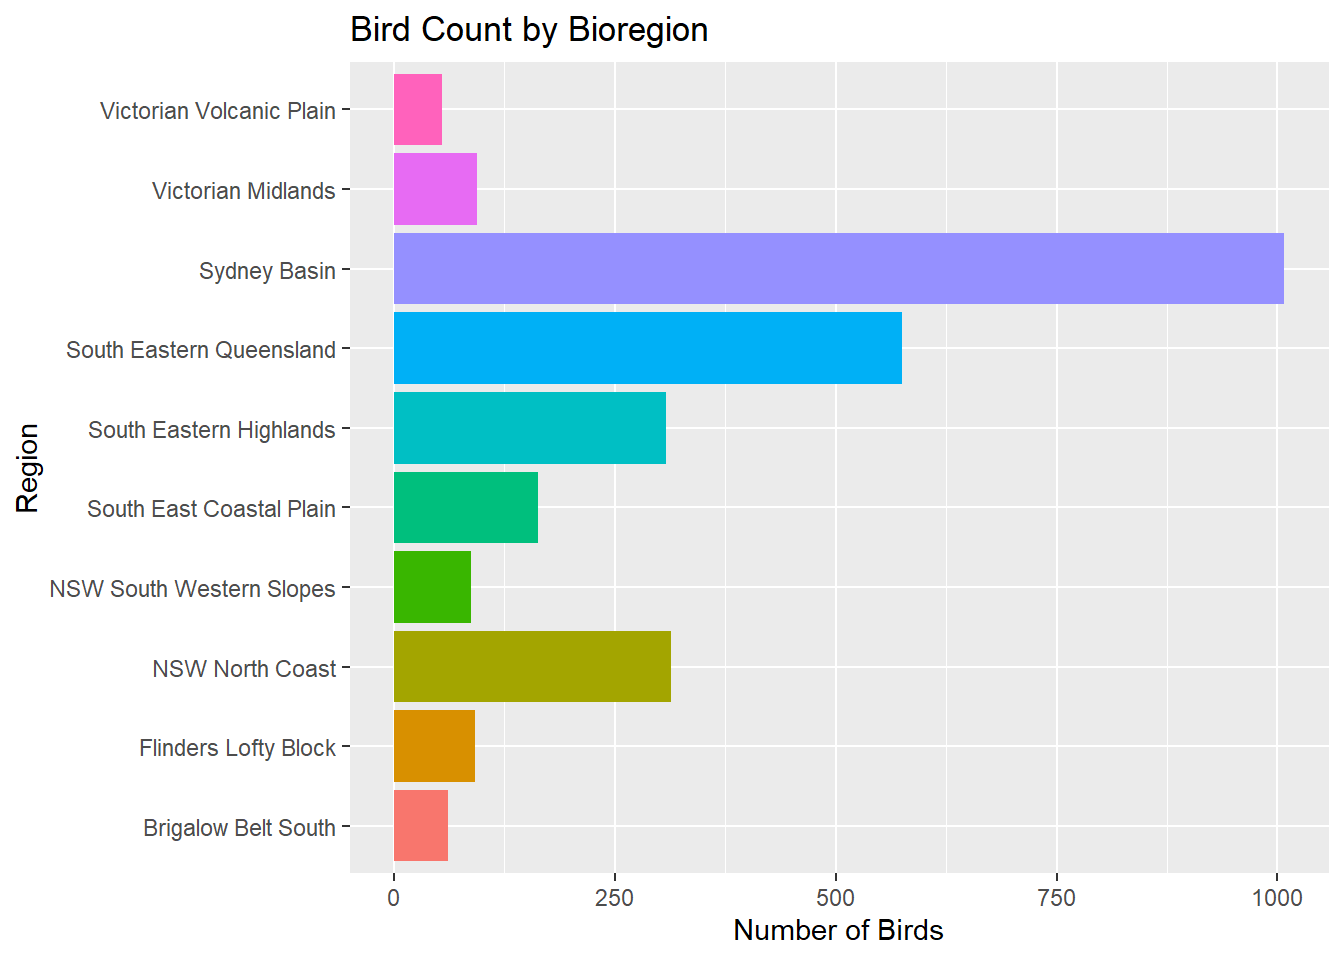 Bird Count by Bioregion
Victorian Volcanic Plain
Victorian Midlands
Sydney Basin
South Eastern Queensland
South Eastern Highlands
South East Coastal Plain
NSW South Western Slopes
NSW North Coast
Flinders Lofty Block
Brigalow Belt South
Region
0 250 500 750 1000
Number of Birds